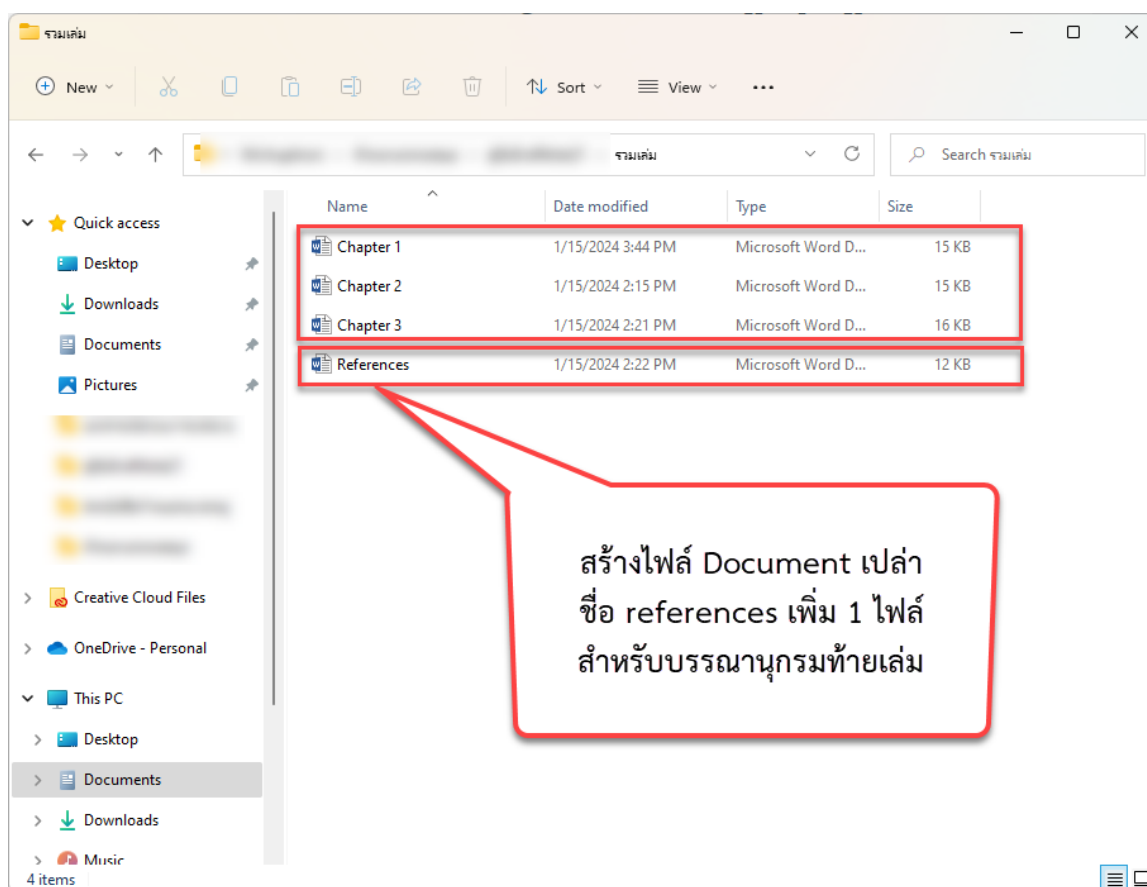 รวมเล่ม
New
Sort
View
รวมเล่ม
Search รวมเล่ม
Name Date modified Type Size
Quick access
Desktop
Downloads
Documents
Pictures
Creative Cloud Files
OneDrive - Personal
This PC
Desktop
Documents
Downloads
Music
Chapter 1 1/15/2024 3:44 PM Microsoft Word D... 15 KB
Chapter 2 1/15/2024 2:15 PM Microsoft Word D... 15 KB
Chapter 3 1/15/2024 2:21 PM Microsoft Word D... 16 KB
References 1/15/2024 2:22 PM Microsoft Word D... 12 KB
สร้างไฟล์ Document เปล่า
ชื่อ references เพิ่ม 1 ไฟล์
สำหรับบรรณานุกรมท้ายเล่ม
4 items